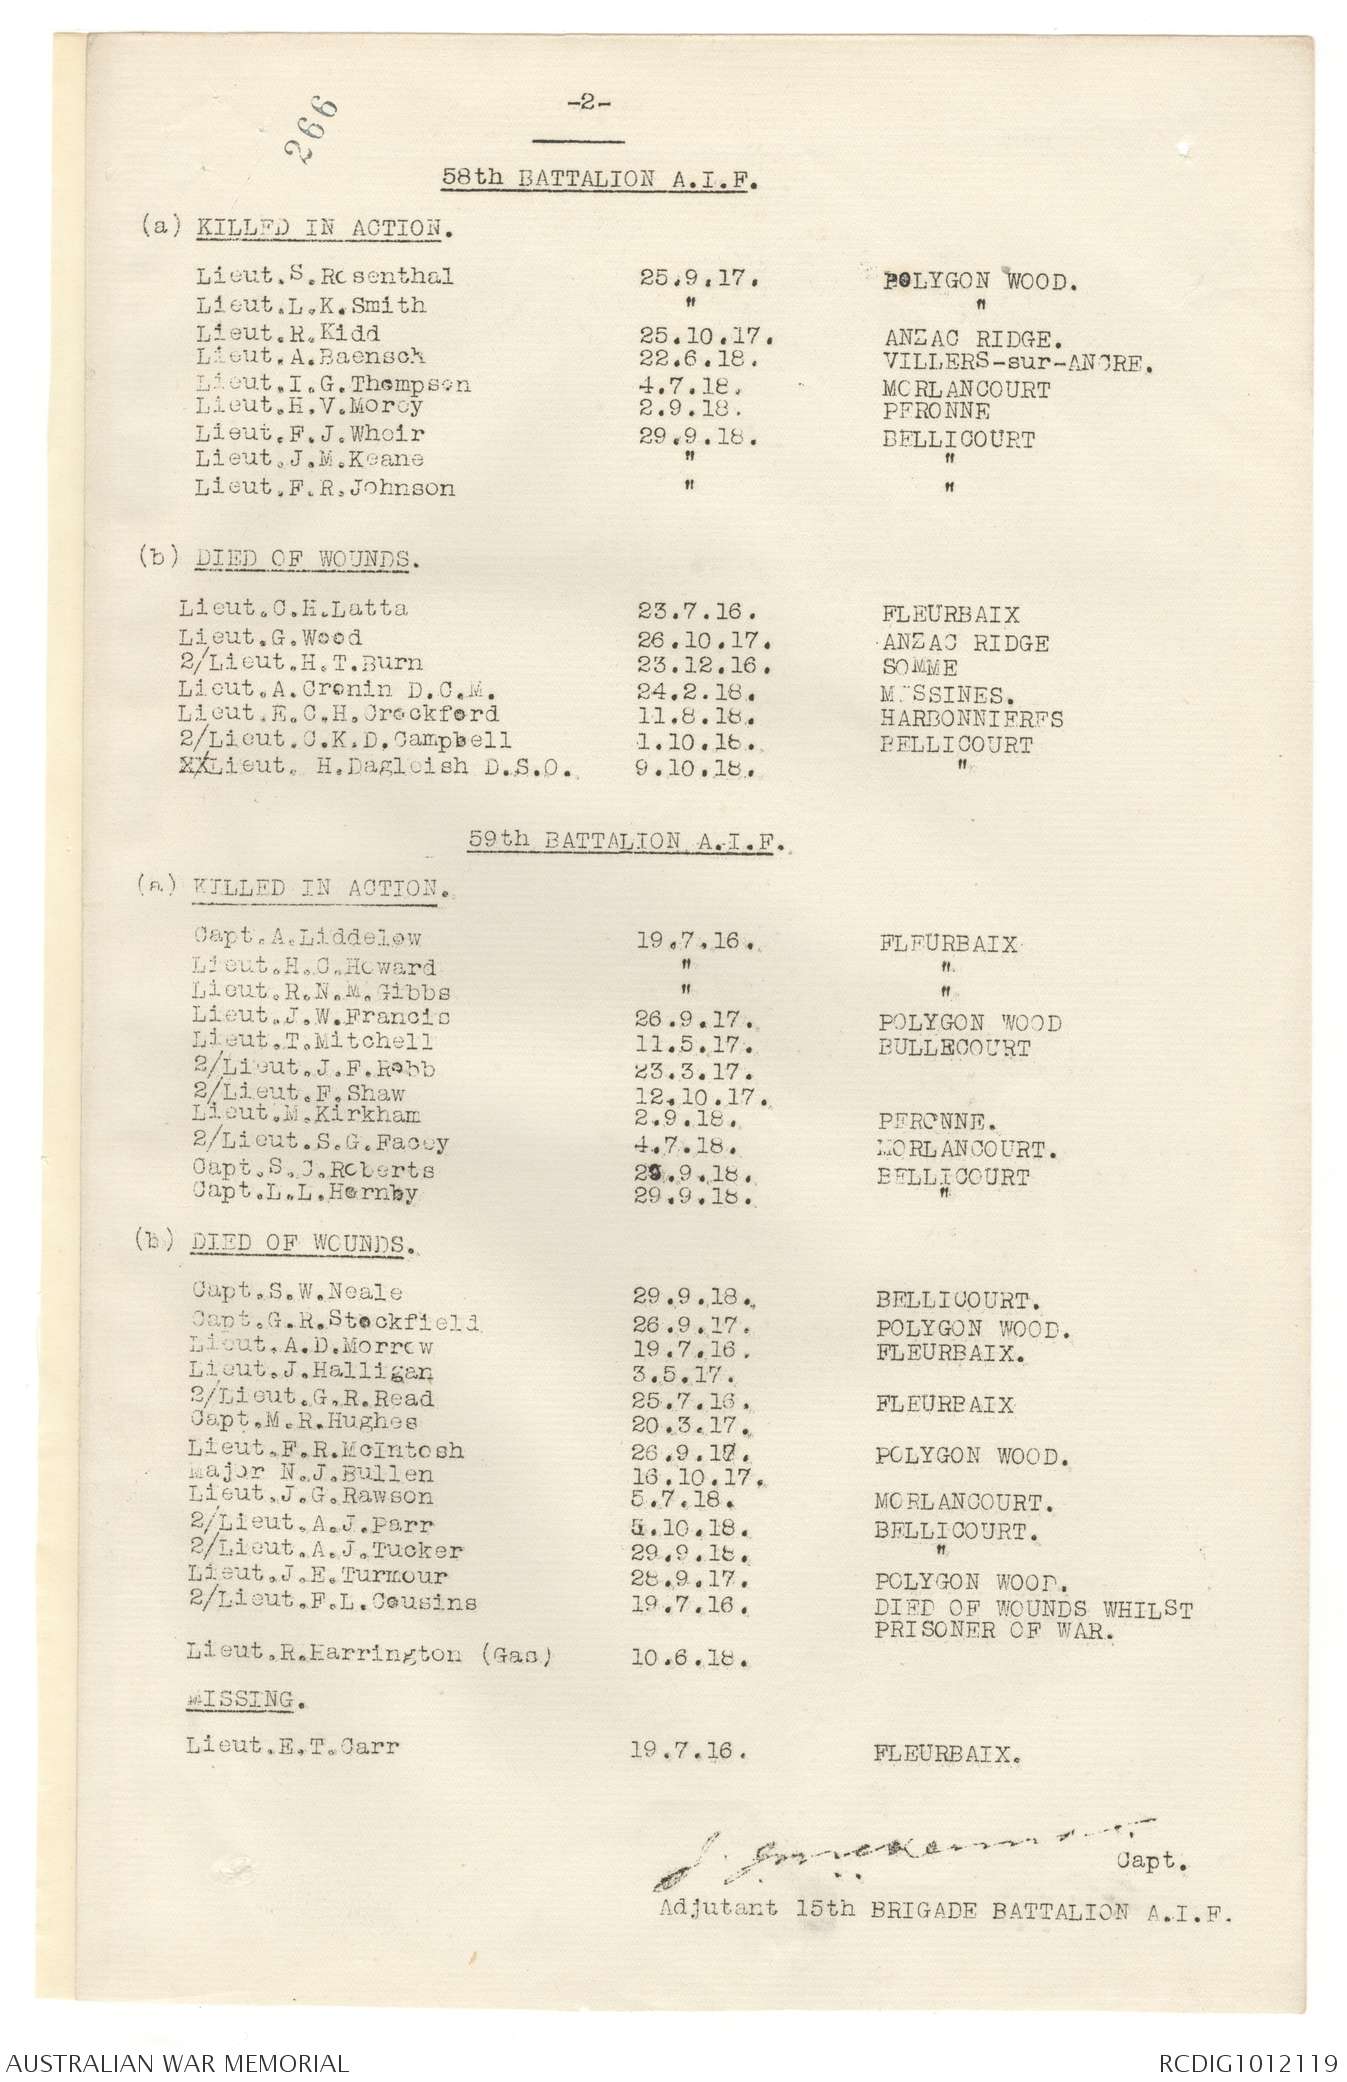 -2-
266
58th BATTALION A.I.F.
(a) KILLED IN ACTION.
Lieut.S.Rosenthal 25.9.17. POLYGON WOOD.
Lieut.L.K.Smith " "
Lieut.R.Kidd 25.10.17. ANZAC RIDGE.
Lieut.A.Baensch 22.6.18. VILLERS-sur-ANCRE.
Lieut.I.G.Thompson 4.7.18. MORLANCOURT
Lieut.H.V.Morey 2.9.18. PERONNE
Lieut.F.J.Whoir 29.9.18. BELLICOURT
Lieut.J.M.Keane " "
Lieut.F.R.Johnson " "
(b) DIED OF WOUNDS.
Lieut.C.H.Latta 23.7.16. FLEURBAIX
Lieut.G.Wood 26.10.17. ANZAC RIDGE
2/Lieut.H.T.Burn 23.12.16. SOMME
Lieut.A.Cronin D.C.M. 24.2.18. MESSINES.
Lieut.E.C.H.Crockford 11.8.18. HARBONNIERES
2/Lieut.C.K.D.Campbell 1.10.18. BELLICOURT
XXLieut. H.Dagleish D.S.O. 9.10.18. "
59th BATTALION A.I.F.
(a) KILLED IN ACTION.
Capt.A.Liddelow 19.7.16. FLEURBAIX
Lieut.H.C.Howard " "
Lieut.R.N.M.Gibbs " "
Lieut.J.W.Francis 26.9.17. POLYGON WOOD
Lieut.T.Mitchell 11.5.17. BULLECOURT
2/Lieut.J.F.Robb 23.3.17.
2/Lieut.F.Shaw 12.10.17.
Lieut.M.Kirkham 2.9.18. PERONNE.
2/Lieut.S.G.Facey 4.7.18. MORLANCOURT.
Capt.S.C.Roberts 29.9.18. BELLICOURT
Capt.L.L.Hornby 29.9.18. "
(b) DIED OF WOUNDS.
Capt.S.W.Neale 29.9.18. BELLICOURT.
Capt.G.R.Stockfield 26.9.17. POLYGON WOOD.
Lieut.A.D.Morrow 19.7.16. FLEURBAIX.
Lieut.J.Halligan 3.5.17.
2/Lieut.G.R.Read 25.7.16. FLEURBAIX
Capt.M.R.Hughes 20.3.17.
Lieut.F.R.McIntosh 26.9.17. POLYGON WOOD.
Major N.J.Bullen 16.10.17.
Lieut.J.G.Rawson 5.7.18. MORLANCOURT.
2/Lieut.A.J.Parr 1.10.18. BELLICOURT.
2/Lieut.A.J.Tucker 29.9.18. "
Lieut.J.E.Turnour 28.9.17. POLYGON WOOD.
2/Lieut.F.L.Cousins 19.7.16. DIED OF WOUNDS WHILST
PRISONER OF WAR.
Lieut.R.Harrington (Gas) 10.6.18.
MISSING.
Lieut.E.T.Carr 19.7.16. FLEURBAIX.
Capt.
Adjutant 15th BRIGADE BATTALION A.I.F.
AUSTRALIAN WAR MEMORIAL RCDIG1012119